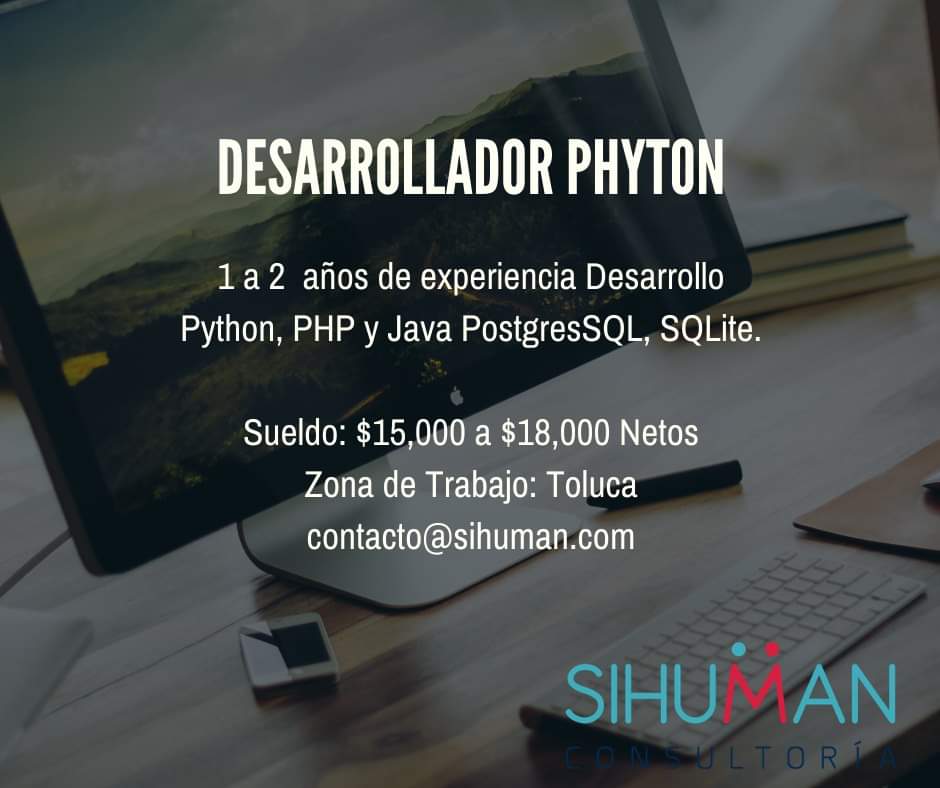 DESARROLLADOR PHYTON
1 a 2 años de experiencia Desarrollo
Python, PHP y Java PostgresSQL, SQLite.
Sueldo: $15,000 a $18,000 Netos
Zona de Trabajo: Toluca
contacto@sihuman.com
SIHUMAN
CONSULTORÍA